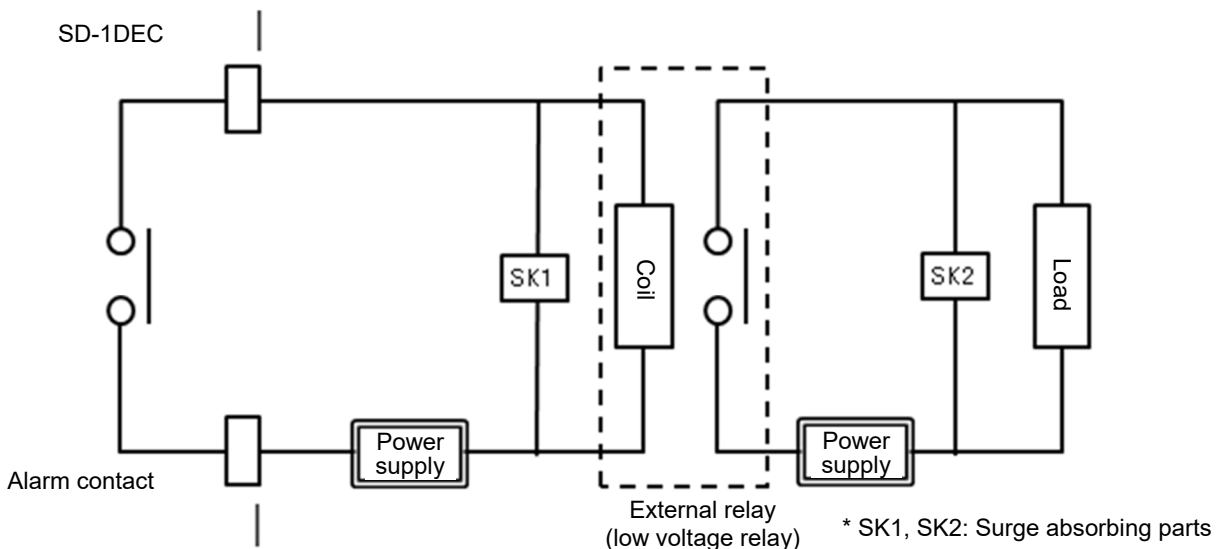 SD-1DEC
SK1
Coil
SK2
Load
Power
supply
Power
supply
Alarm contact
External relay
(low voltage relay)
* SK1, SK2: Surge absorbing parts